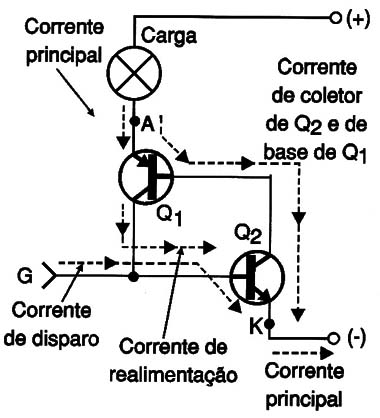 Corrente
principal
Carga
(+)
Corrente
de coletor
de Q2 e de
base de Q1
A
Q1
Q2
G
K
(-)
Corrente
de disparo
Corrente de
realimentação
Corrente
principal